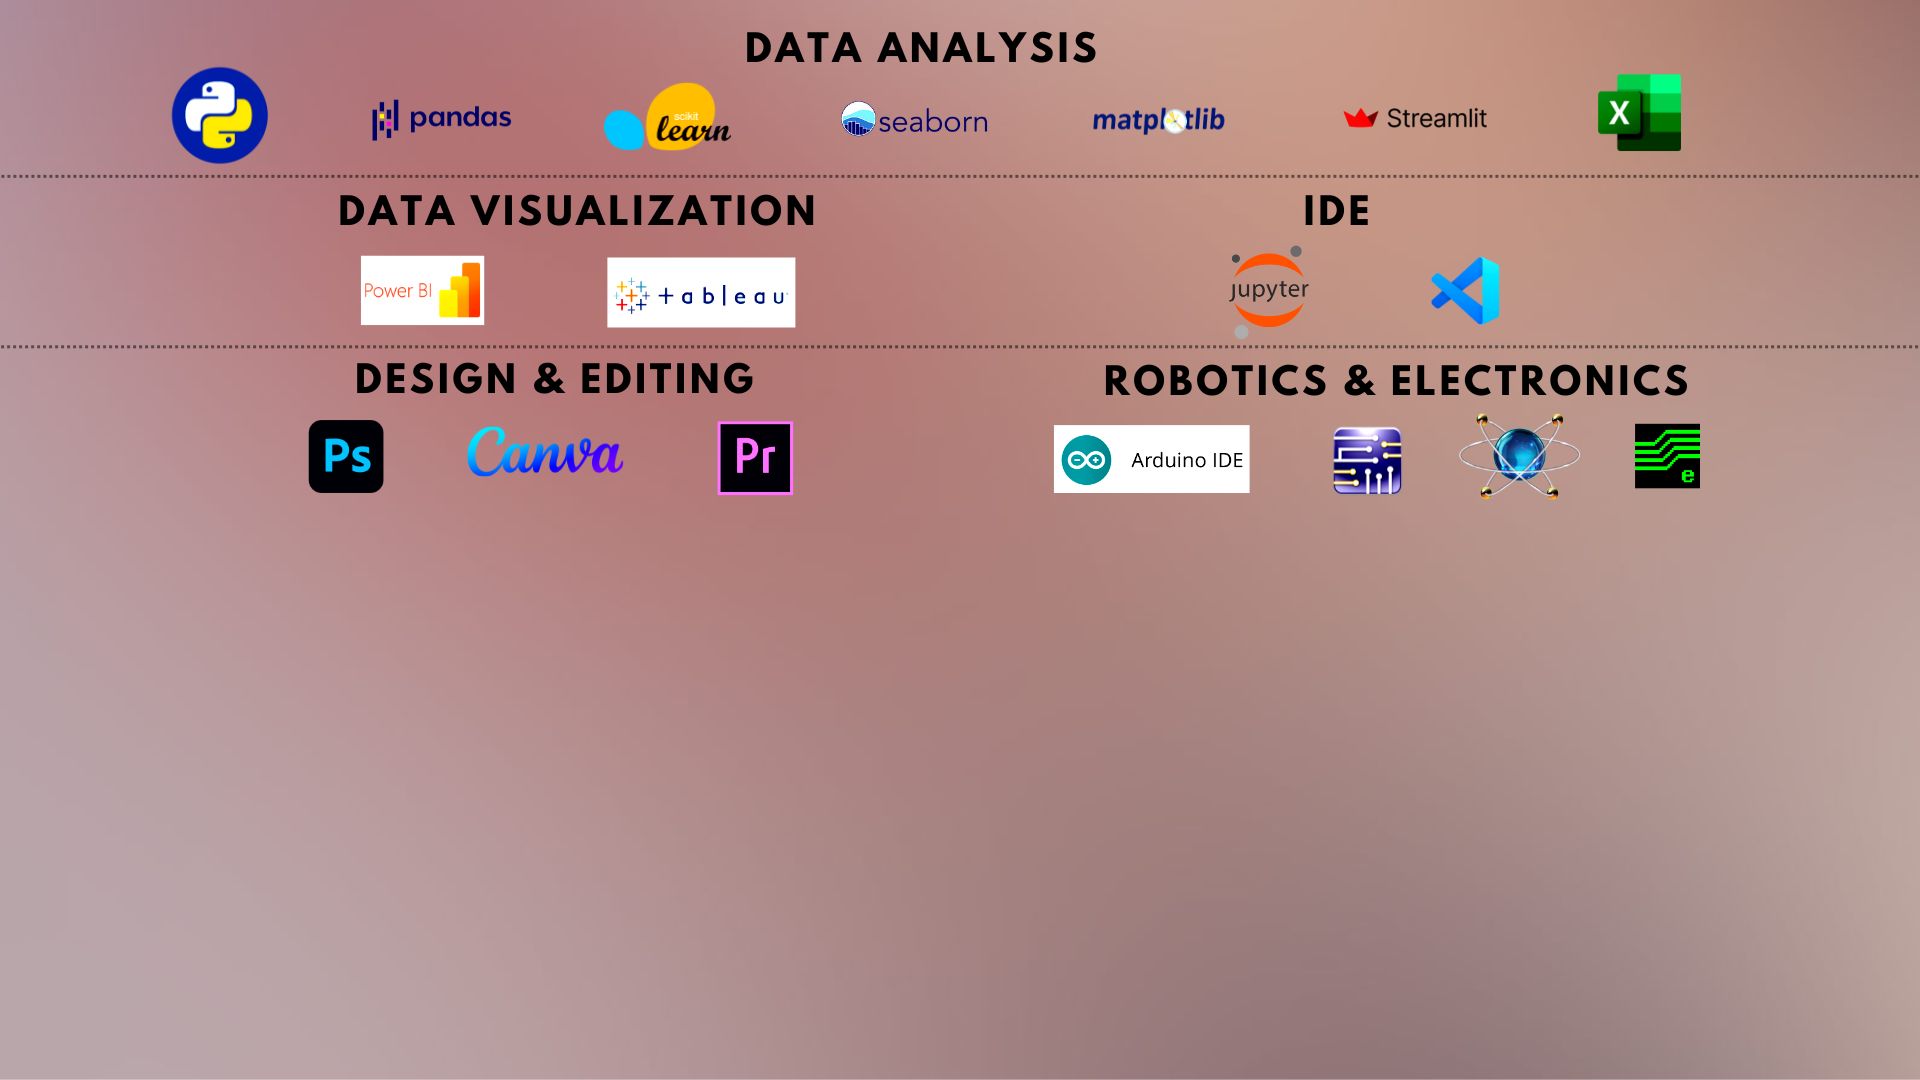 DATA ANALYSIS
pandas
scikit
learn
seaborn
matplotlib
Streamlit
X
DATA VISUALIZATION
Power BI
+ableau
IDE
jupyter
DESIGN & EDITING
Ps
Canva
Pr
ROBOTICS & ELECTRONICS
Arduino IDE
e